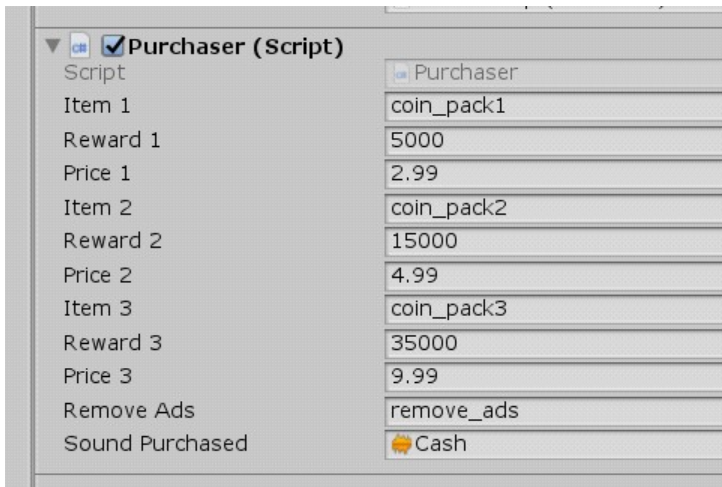 Purchaser (Script)
Script Purchaser
Item 1 coin_pack1
Reward 1 5000
Price 1 2.99
Item 2 coin_pack2
Reward 2 15000
Price 2 4.99
Item 3 coin_pack3
Reward 3 35000
Price 3 9.99
Remove Ads remove_ads
Sound Purchased Cash